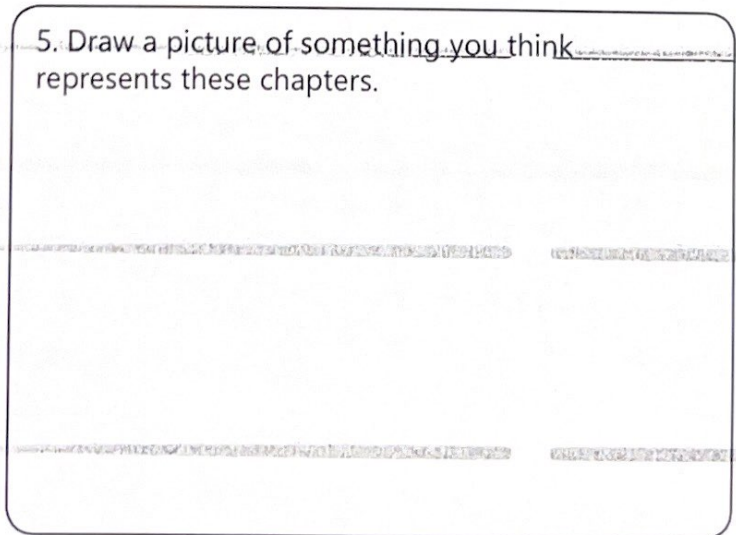 5. Draw a picture of something you think
represents these chapters.